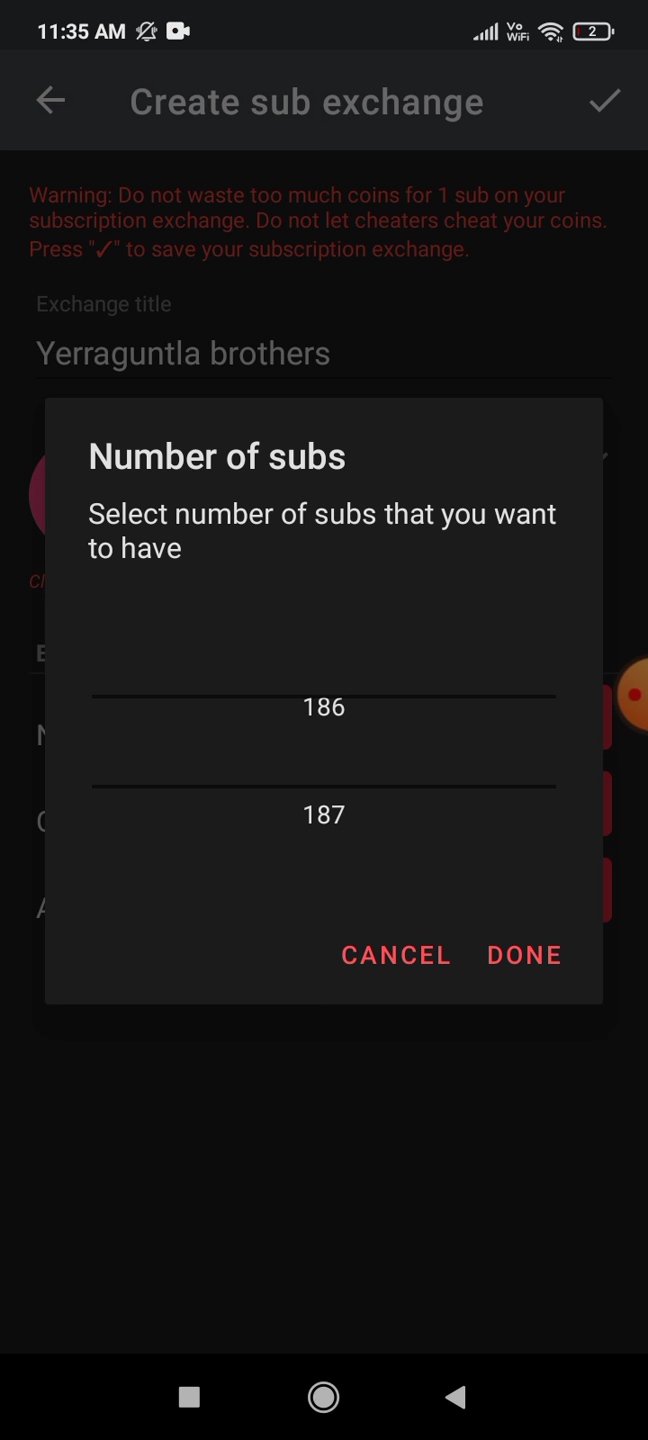 11:35 AM
Vo
WiFi
2
Create sub exchange
Warning: Do not waste too much coins for 1 sub on your
subscription exchange. Do not let cheaters cheat your coins.
Press "✓" to save your subscription exchange.
Exchange title
Yerraguntla brothers
Number of subs
Select number of subs that you want
to have
186
187
CANCEL DONE